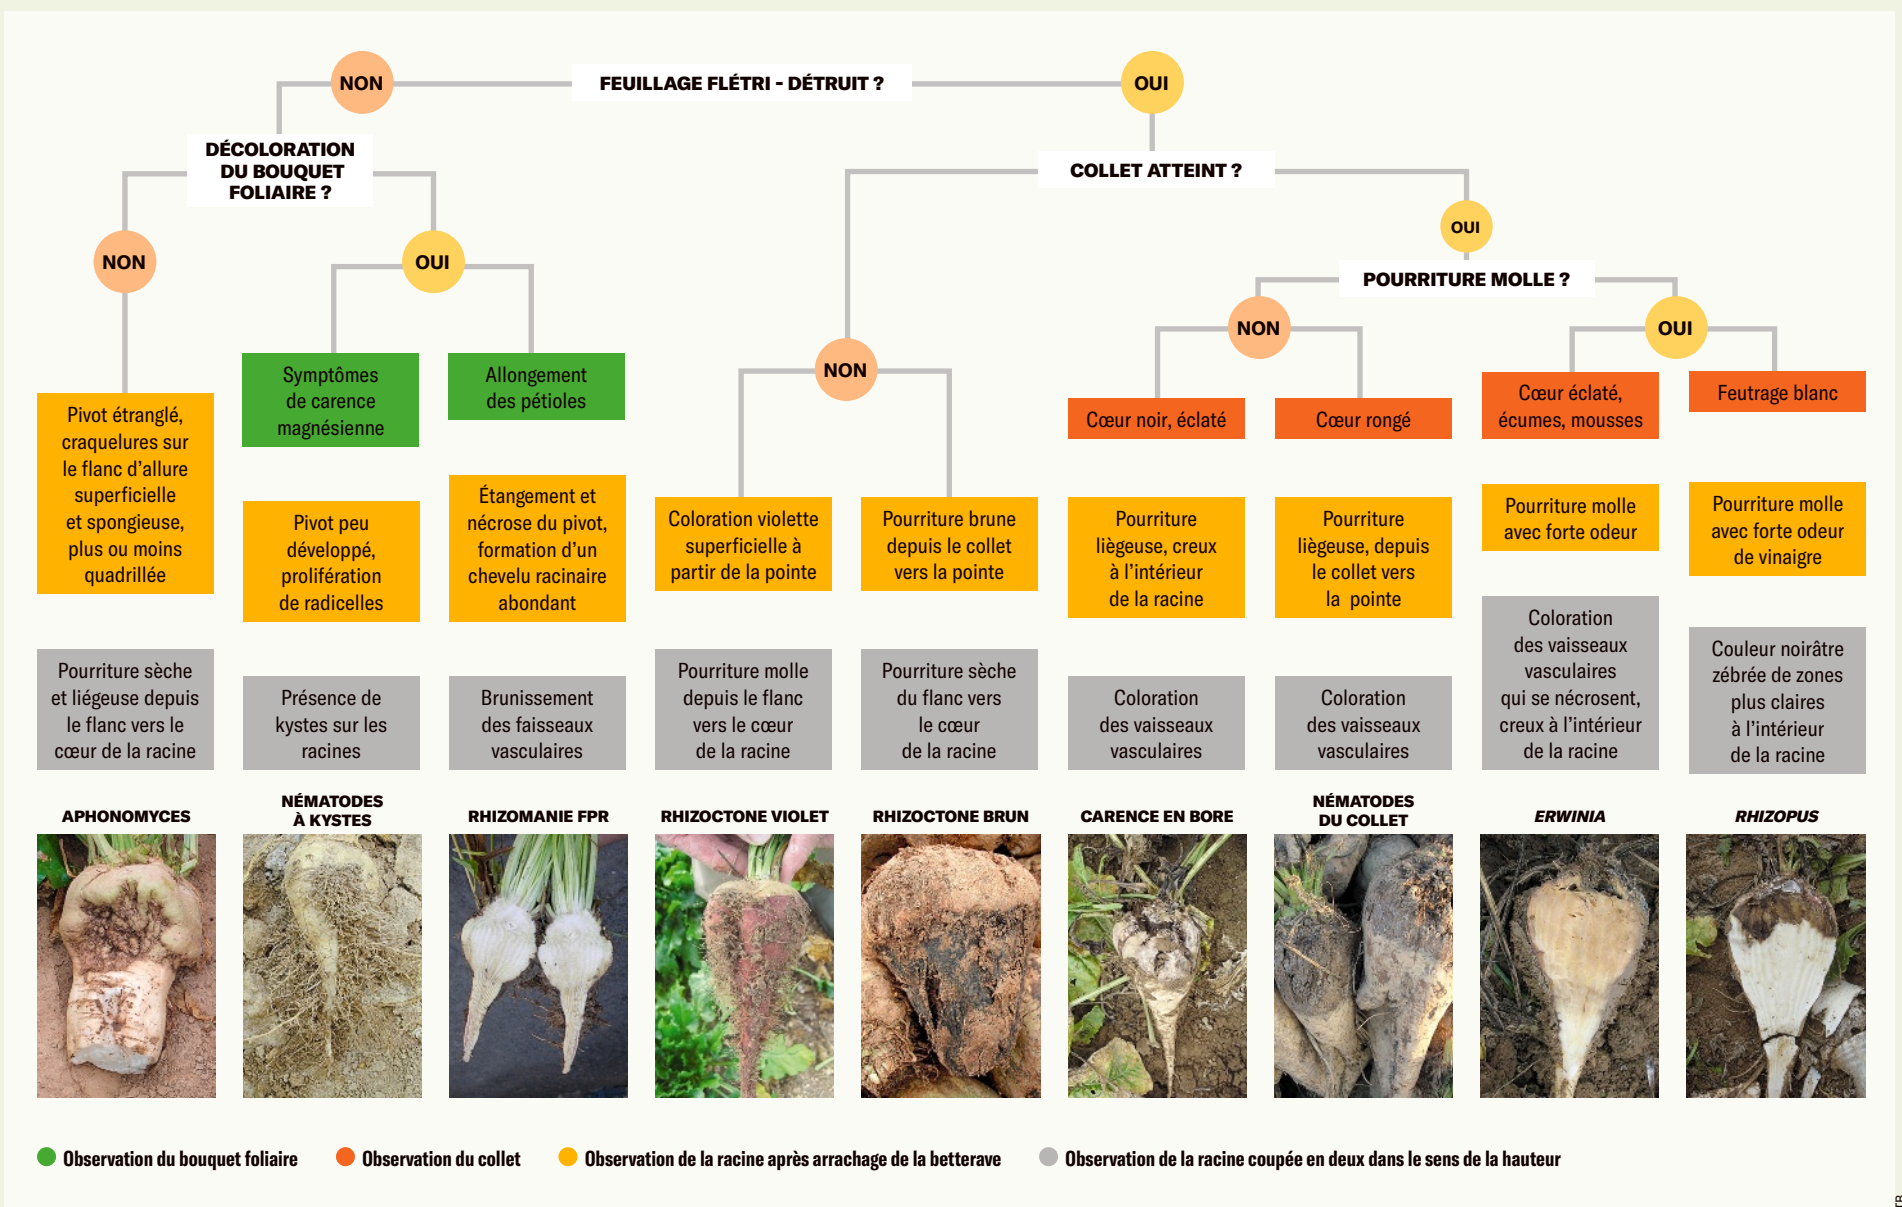 NON
FEUILLAGE FLÉTRI - DÉTRUIT ?
OUI
DÉCOLORATION
DU BOUQUET
FOLIAIRE ?
COLLET ATTEINT ?
NON
OUI
OUI
POURRITURE MOLLE ?
NON
NON
OUI
Symptômes
de carence
magnésienne
Allongement
des pétioles
Cœur noir, éclaté
Cœur rongé
Cœur éclaté,
écumes, mousses
Feutrage blanc
Pivot étranglé,
craquelures sur
le flanc d'allure
superficielle
et spongieuse,
plus ou moins
quadrillée
Pivot peu
développé,
prolifération
de radicelles
Étangement et
nécrose du pivot,
formation d'un
chevelu racinaire
abondant
Coloration violette
superficielle à
partir de la pointe
Pourriture brune
depuis le collet
vers la pointe
Pourriture
liègeuse, creux
à l'intérieur
de la racine
Pourriture
liègeuse, depuis
le collet vers
la pointe
Pourriture molle
avec forte odeur
Pourriture molle
avec forte odeur
de vinaigre
Pourriture sèche
et liégeuse depuis
le flanc vers le
cœur de la racine
Présence de
kystes sur les
racines
Brunissement
des faisseaux
vasculaires
Pourriture molle
depuis le flanc
vers le cœur
de la racine
Pourriture sèche
du flanc vers
le cœur
de la racine
Coloration
des vaisseaux
vasculaires
Coloration
des vaisseaux
vasculaires
Coloration
des vaisseaux
vasculaires
qui se nécrosent,
creux à l'intérieur
de la racine
Couleur noirâtre
zébrée de zones
plus claires
à l'intérieur
de la racine
APHONOMYCES
NÉMATODES
À KYSTES
RHIZOMANIE FPR
RHIZOCTONE VIOLET
RHIZOCTONE BRUN
CARENCE EN BORE
NÉMATODES
DU COLLET
ERWINIA
RHIZOPUS
Observation du bouquet foliaire
Observation du collet
Observation de la racine après arrachage de la betterave
Observation de la racine coupée en deux dans le sens de la hauteur